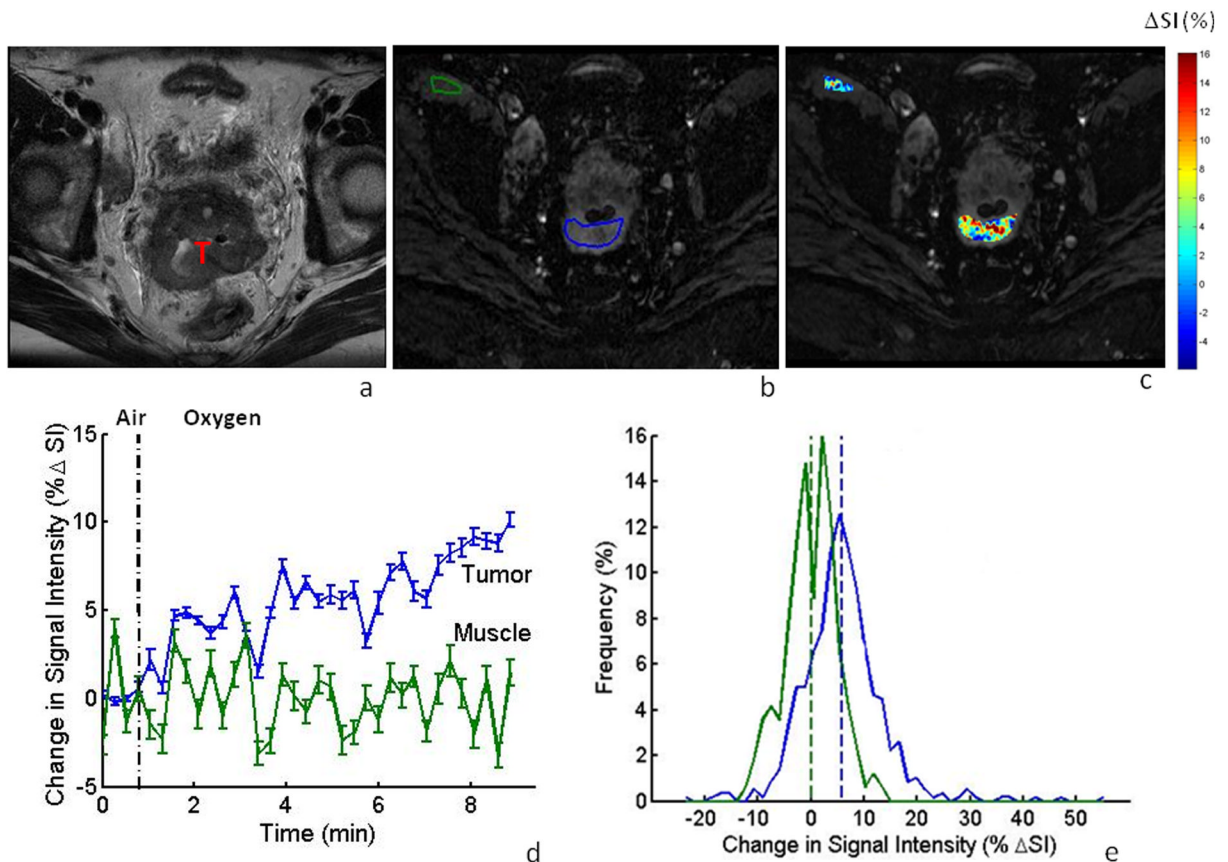 ΔSI (%)
T
16
14
12
10
8
6
4
2
0
-2
-4
a
b
c
Air
Oxygen
15
10
5
0
-5
Change in Signal Intensity (% Δ SI)
Tumor
Muscle
0 2 4 6 8
Time (min)
d
16
14
12
10
8
6
4
2
0
Frequency (%)
-20 -10 0 10 20 30 40 50
Change in Signal Intensity (% ΔSI)
e